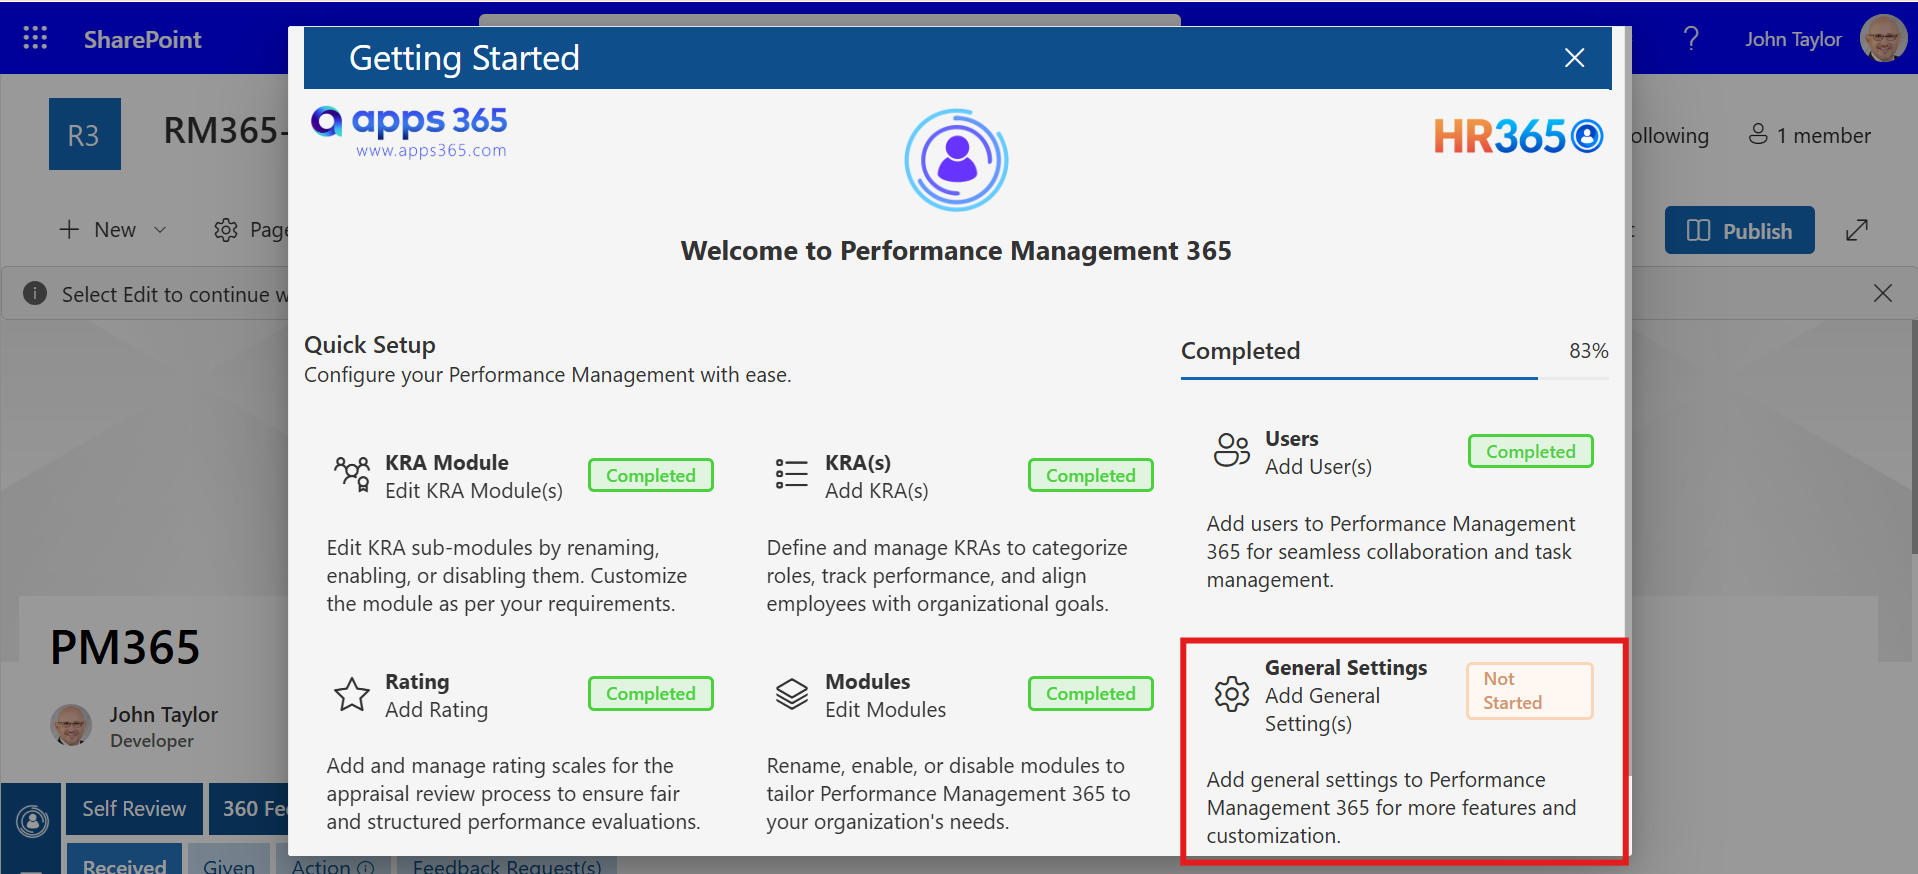 SharePoint
John Taylor
Getting Started
R3
RM365-
apps 365
www.apps365.com
HR365
ollowing
1 member
New
Page
Publish
Welcome to Performance Management 365
Select Edit to continue w
Quick Setup
Configure your Performance Management with ease.
Completed
83%
KRA Module
Edit KRA Module(s)
Completed
Edit KRA sub-modules by renaming,
enabling, or disabling them. Customize
the module as per your requirements.
KRA(s)
Add KRA(s)
Completed
Define and manage KRAs to categorize
roles, track performance, and align
employees with organizational goals.
Users
Add User(s)
Completed
Add users to Performance Management
365 for seamless collaboration and task
management.
Rating
Add Rating
Completed
Add and manage rating scales for the
appraisal review process to ensure fair
and structured performance evaluations.
Modules
Edit Modules
Completed
Rename, enable, or disable modules to
tailor Performance Management 365 to
your organization's needs.
General Settings
Add General
Setting(s)
Not
Started
Add general settings to Performance
Management 365 for more features and
customization.
PM365
John Taylor
Developer
Self Review
360 Fee
Received
Given
Action
Feedback Request(s)